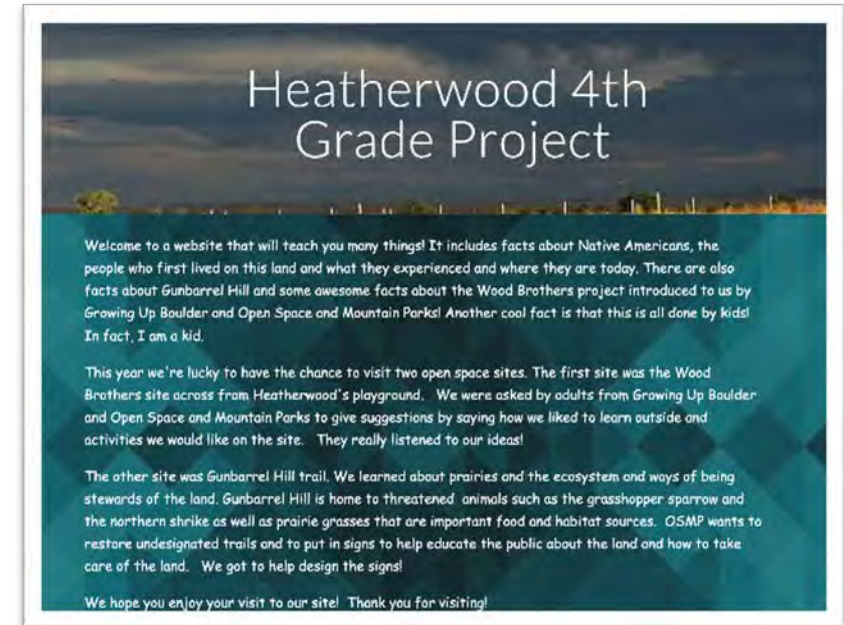 Heatherwood 4th
Grade Project
Welcome to a website that will teach you many things! It includes facts about Native Americans, the
people who first lived on this land and what they experienced and where they are today. There are also
facts about Gunbarrel Hill and some awesome facts about the Wood Brothers project introduced to us by
Growing Up Boulder and Open Space and Mountain Parks! Another cool fact is that this is all done by kids!
In fact, I am a kid.
This year we're lucky to have the chance to visit two open space sites. The first site was the Wood
Brothers site across from Heatherwood's playground. We were asked by adults from Growing Up Boulder
and Open Space and Mountain Parks to give suggestions by saying how we liked to learn outside and
activities we would like on the site. They really listened to our ideas!
The other site was Gunbarrel Hill trail. We learned about prairies and the ecosystem and ways of being
stewards of the land. Gunbarrel Hill is home to threatened animals such as the grasshopper sparrow and
the northern shrike as well as prairie grasses that are important food and habitat sources. OSMP wants to
restore undesignated trails and to put in signs to help educate the public about the land and how to take
care of the land. We got to help design the signs!
We hope you enjoy your visit to our site! Thank you for visiting!